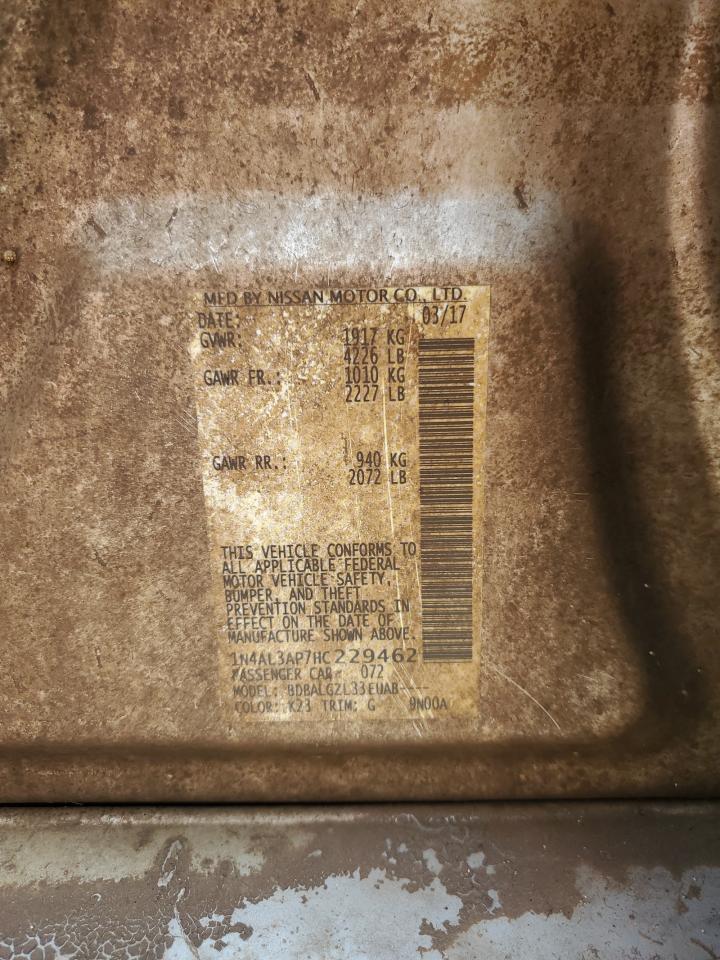 MFD BY NISSAN MOTOR CO., LTD.
DATE: 03/17
GVWR: 1917 KG
4226 LB
GAWR FR.: 1010 KG
2227 LB
GAWR RR.: 940 KG
2072 LB
THIS VEHICLE CONFORMS TO
ALL APPLICABLE FEDERAL
MOTOR VEHICLE SAFETY,
BUMPER, AND THEFT
PREVENTION STANDARDS IN
EFFECT ON THE DATE OF
MANUFACTURE SHOWN ABOVE.
1N4AL3AP7HC229462
PASSENGER CAR 072
MODEL: BDBALGZL33EUAB----
COLOR: K23 TRIM: G 9N00A